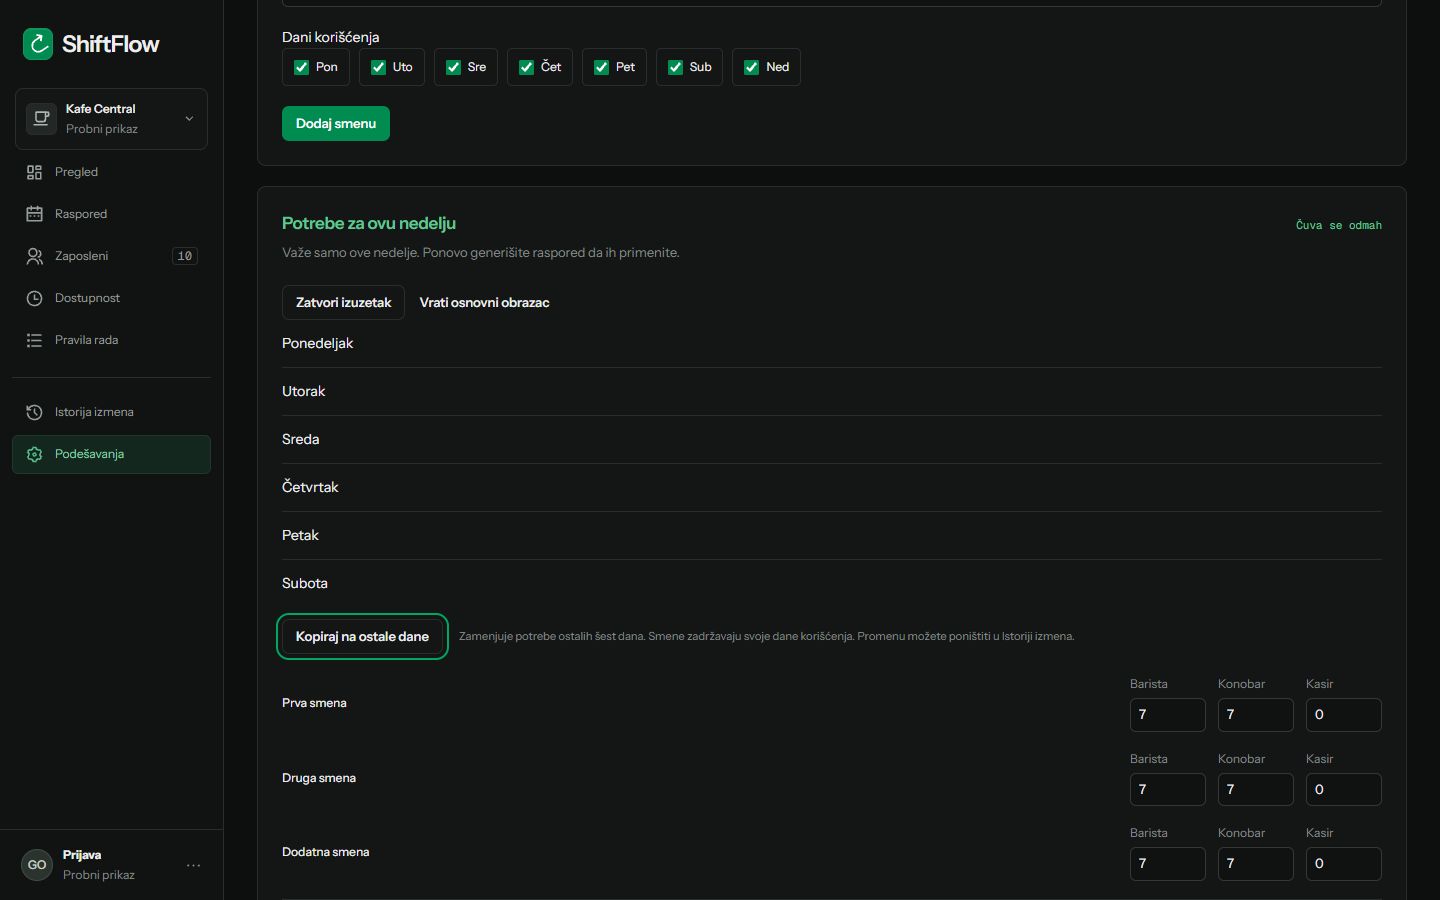 ShiftFlow
Kafe Central
Probni prikaz
Pregled
Raspored
Zaposleni 10
Dostupnost
Pravila rada
Istorija izmena
Podešavanja
GO Prijava
Probni prikaz
Dani korišćenja
Pon Uto Sre Čet Pet Sub Ned
Dodaj smenu
Potrebe za ovu nedelju
Čuva se odmah
Važe samo ove nedelje. Ponovo generišite raspored da ih primenite.
Zatvori izuzetak Vrati osnovni obrazac
Ponedeljak
Utorak
Sreda
Četvrtak
Petak
Subota
Kopiraj na ostale dane Zamenjuje potrebe ostalih šest dana. Smene zadržavaju svoje dane korišćenja. Promenu možete poništiti u Istoriji izmena.
Barista Konobar Kasir
Prva smena 7 7 0
Barista Konobar Kasir
Druga smena 7 7 0
Barista Konobar Kasir
Dodatna smena 7 7 0